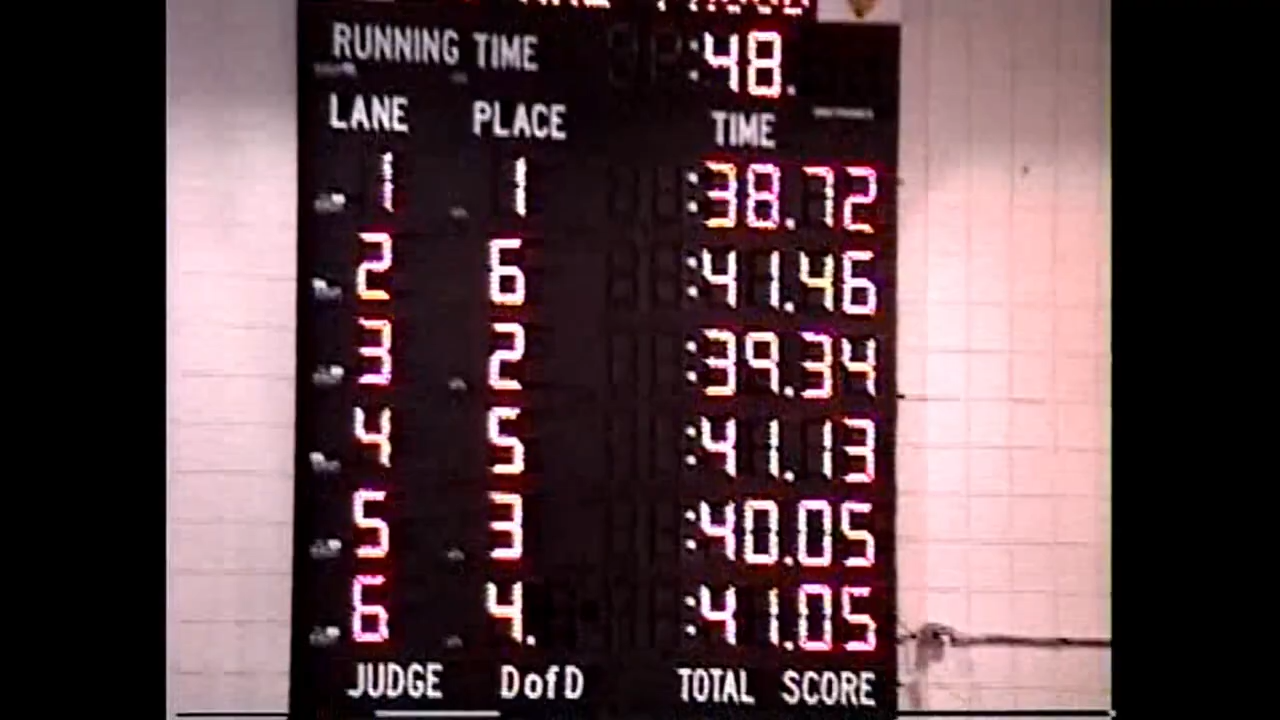 RUNNING TIME :48.
LANE PLACE TIME
1 1 :38.72
2 6 :41.46
3 2 :39.34
4 5 :41.13
5 3 :40.05
6 4. :41.05
JUDGE DofD TOTAL SCORE